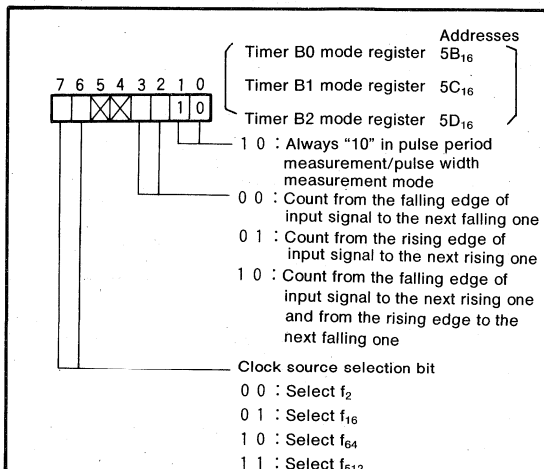 Addresses
Timer B0 mode register 5B₁₆
Timer B1 mode register 5C₁₆
Timer B2 mode register 5D₁₆
7 6 5 4 3 2 1 0
1 0
1 0 : Always “10” in pulse period
measurement/pulse width
measurement mode
0 0 : Count from the falling edge of
input signal to the next falling one
0 1 : Count from the rising edge of
input signal to the next rising one
1 0 : Count from the falling edge of
input signal to the next rising one
and from the rising edge to the
next falling one
Clock source selection bit
0 0 : Select f₂
0 1 : Select f₁₆
1 0 : Select f₆₄
1 1 : Select f₅₁₂